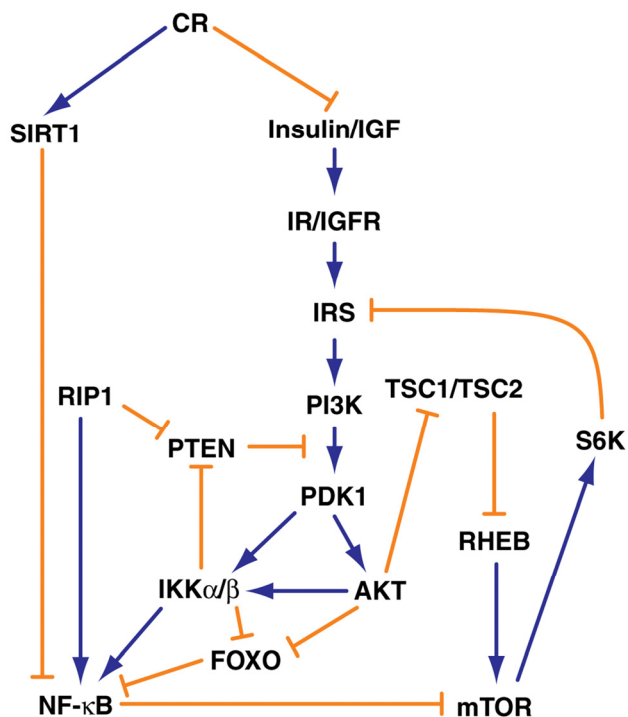 CR
SIRT1
Insulin/IGF
IR/IGFR
IRS
RIP1
PI3K
TSC1/TSC2
PTEN
S6K
PDK1
RHEB
IKKα/β
AKT
FOXO
NF-κB
mTOR